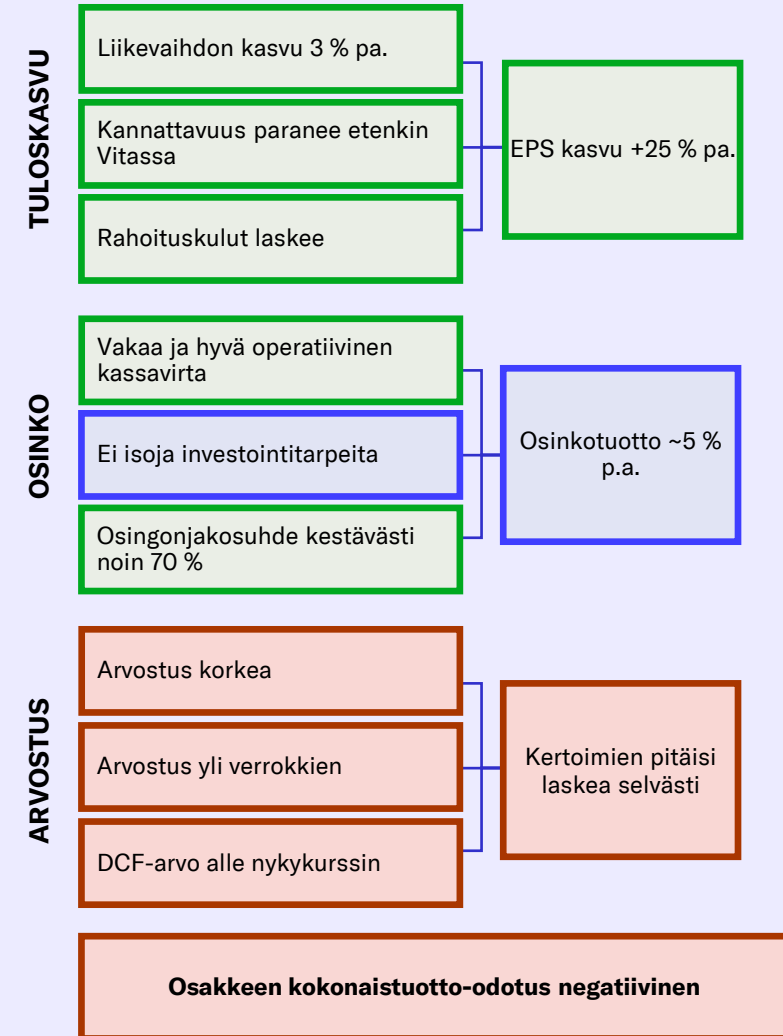 TULOSKASVU
Liikevaihdon kasvu 3 % pa.
Kannattavuus paranee etenkin
Vitassa
Rahoituskulut laskee
EPS kasvu +25 % pa.
OSINKO
Vakaa ja hyvä operatiivinen
kassavirta
Ei isoja investointitarpeita
Osingonjakosuhde kestävästi
noin 70 %
Osinkotuotto ~5 %
p.a.
ARVOSTUS
Arvostus korkea
Arvostus yli verrokkien
DCF-arvo alle nykykurssin
Kertoimien pitäisi
laskea selvästi
Osakkeen kokonaistuotto-odotus negatiivinen